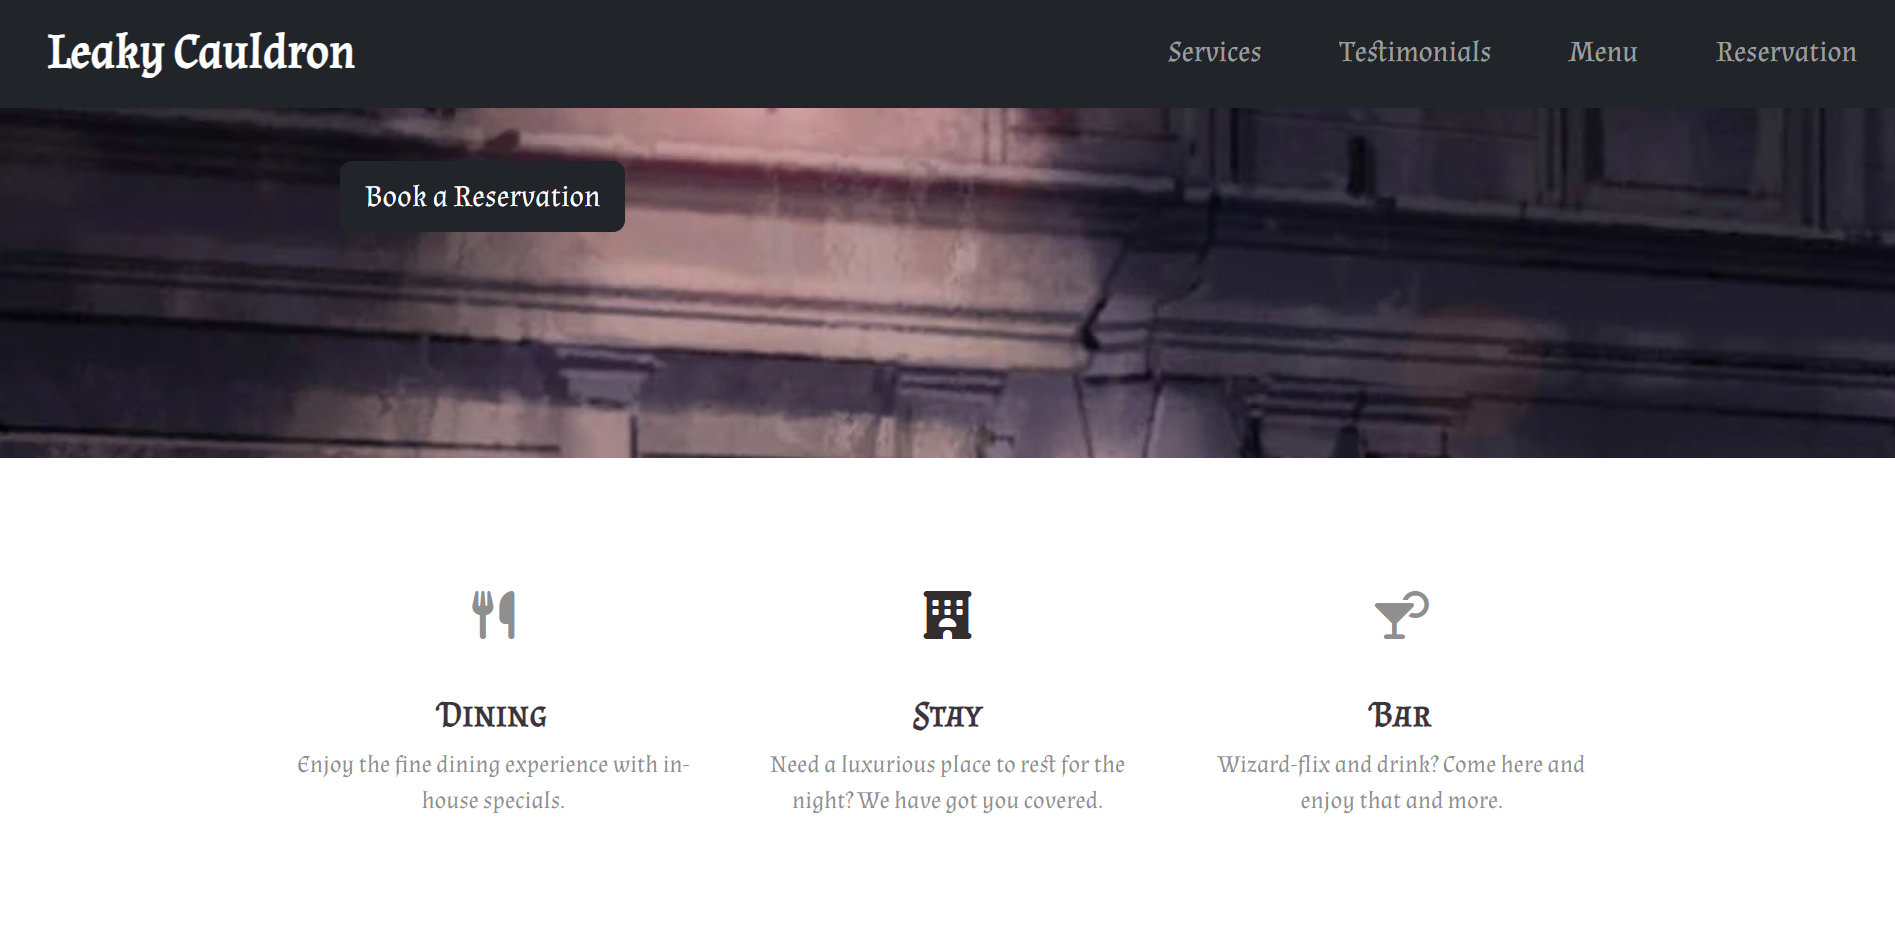 Leaky Cauldron
Services Testimonials Menu Reservation
Book a Reservation
Dining
Enjoy the fine dining experience with in-
house specials.
Stay
Need a luxurious place to rest for the
night? We have got you covered.
Bar
Wizard-flix and drink? Come here and
enjoy that and more.